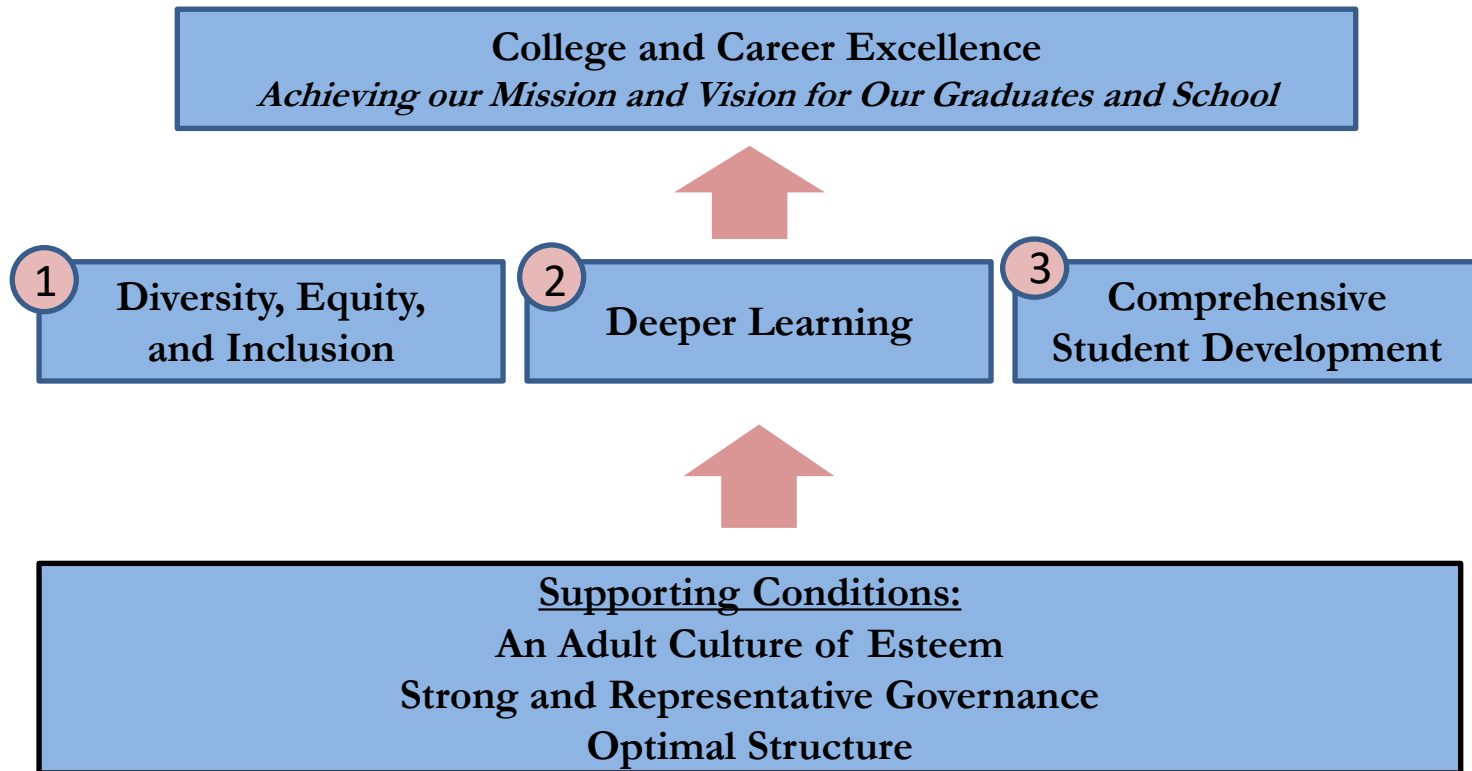 College and Career Excellence
Achieving our Mission and Vision for Our Graduates and School
1
Diversity, Equity,
and Inclusion
2
Deeper Learning
3
Comprehensive
Student Development
Supporting Conditions:
An Adult Culture of Esteem
Strong and Representative Governance
Optimal Structure